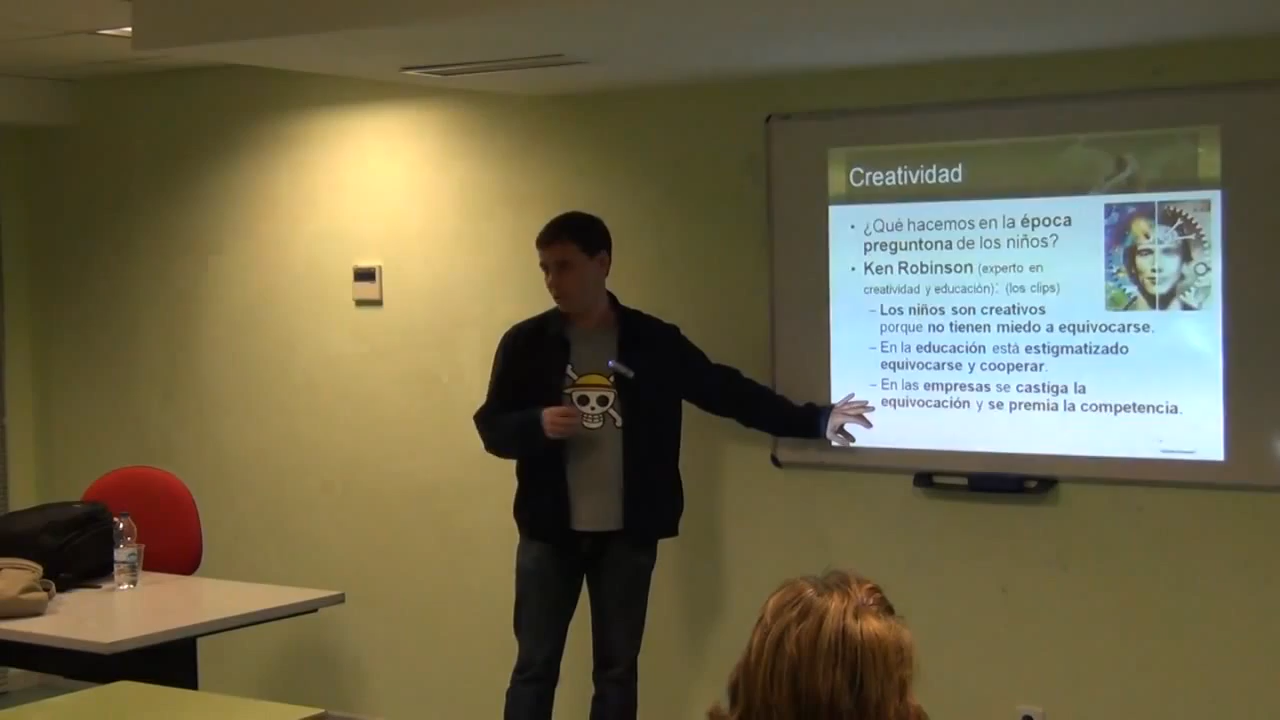 Creatividad
• ¿Qué hacemos en la época
preguntona de los niños?
• Ken Robinson (experto en
creatividad y educación): (los clips)
– Los niños son creativos
porque no tienen miedo a equivocarse.
– En la educación está estigmatizado
equivocarse y cooperar.
– En las empresas se castiga la
equivocación y se premia la competencia.